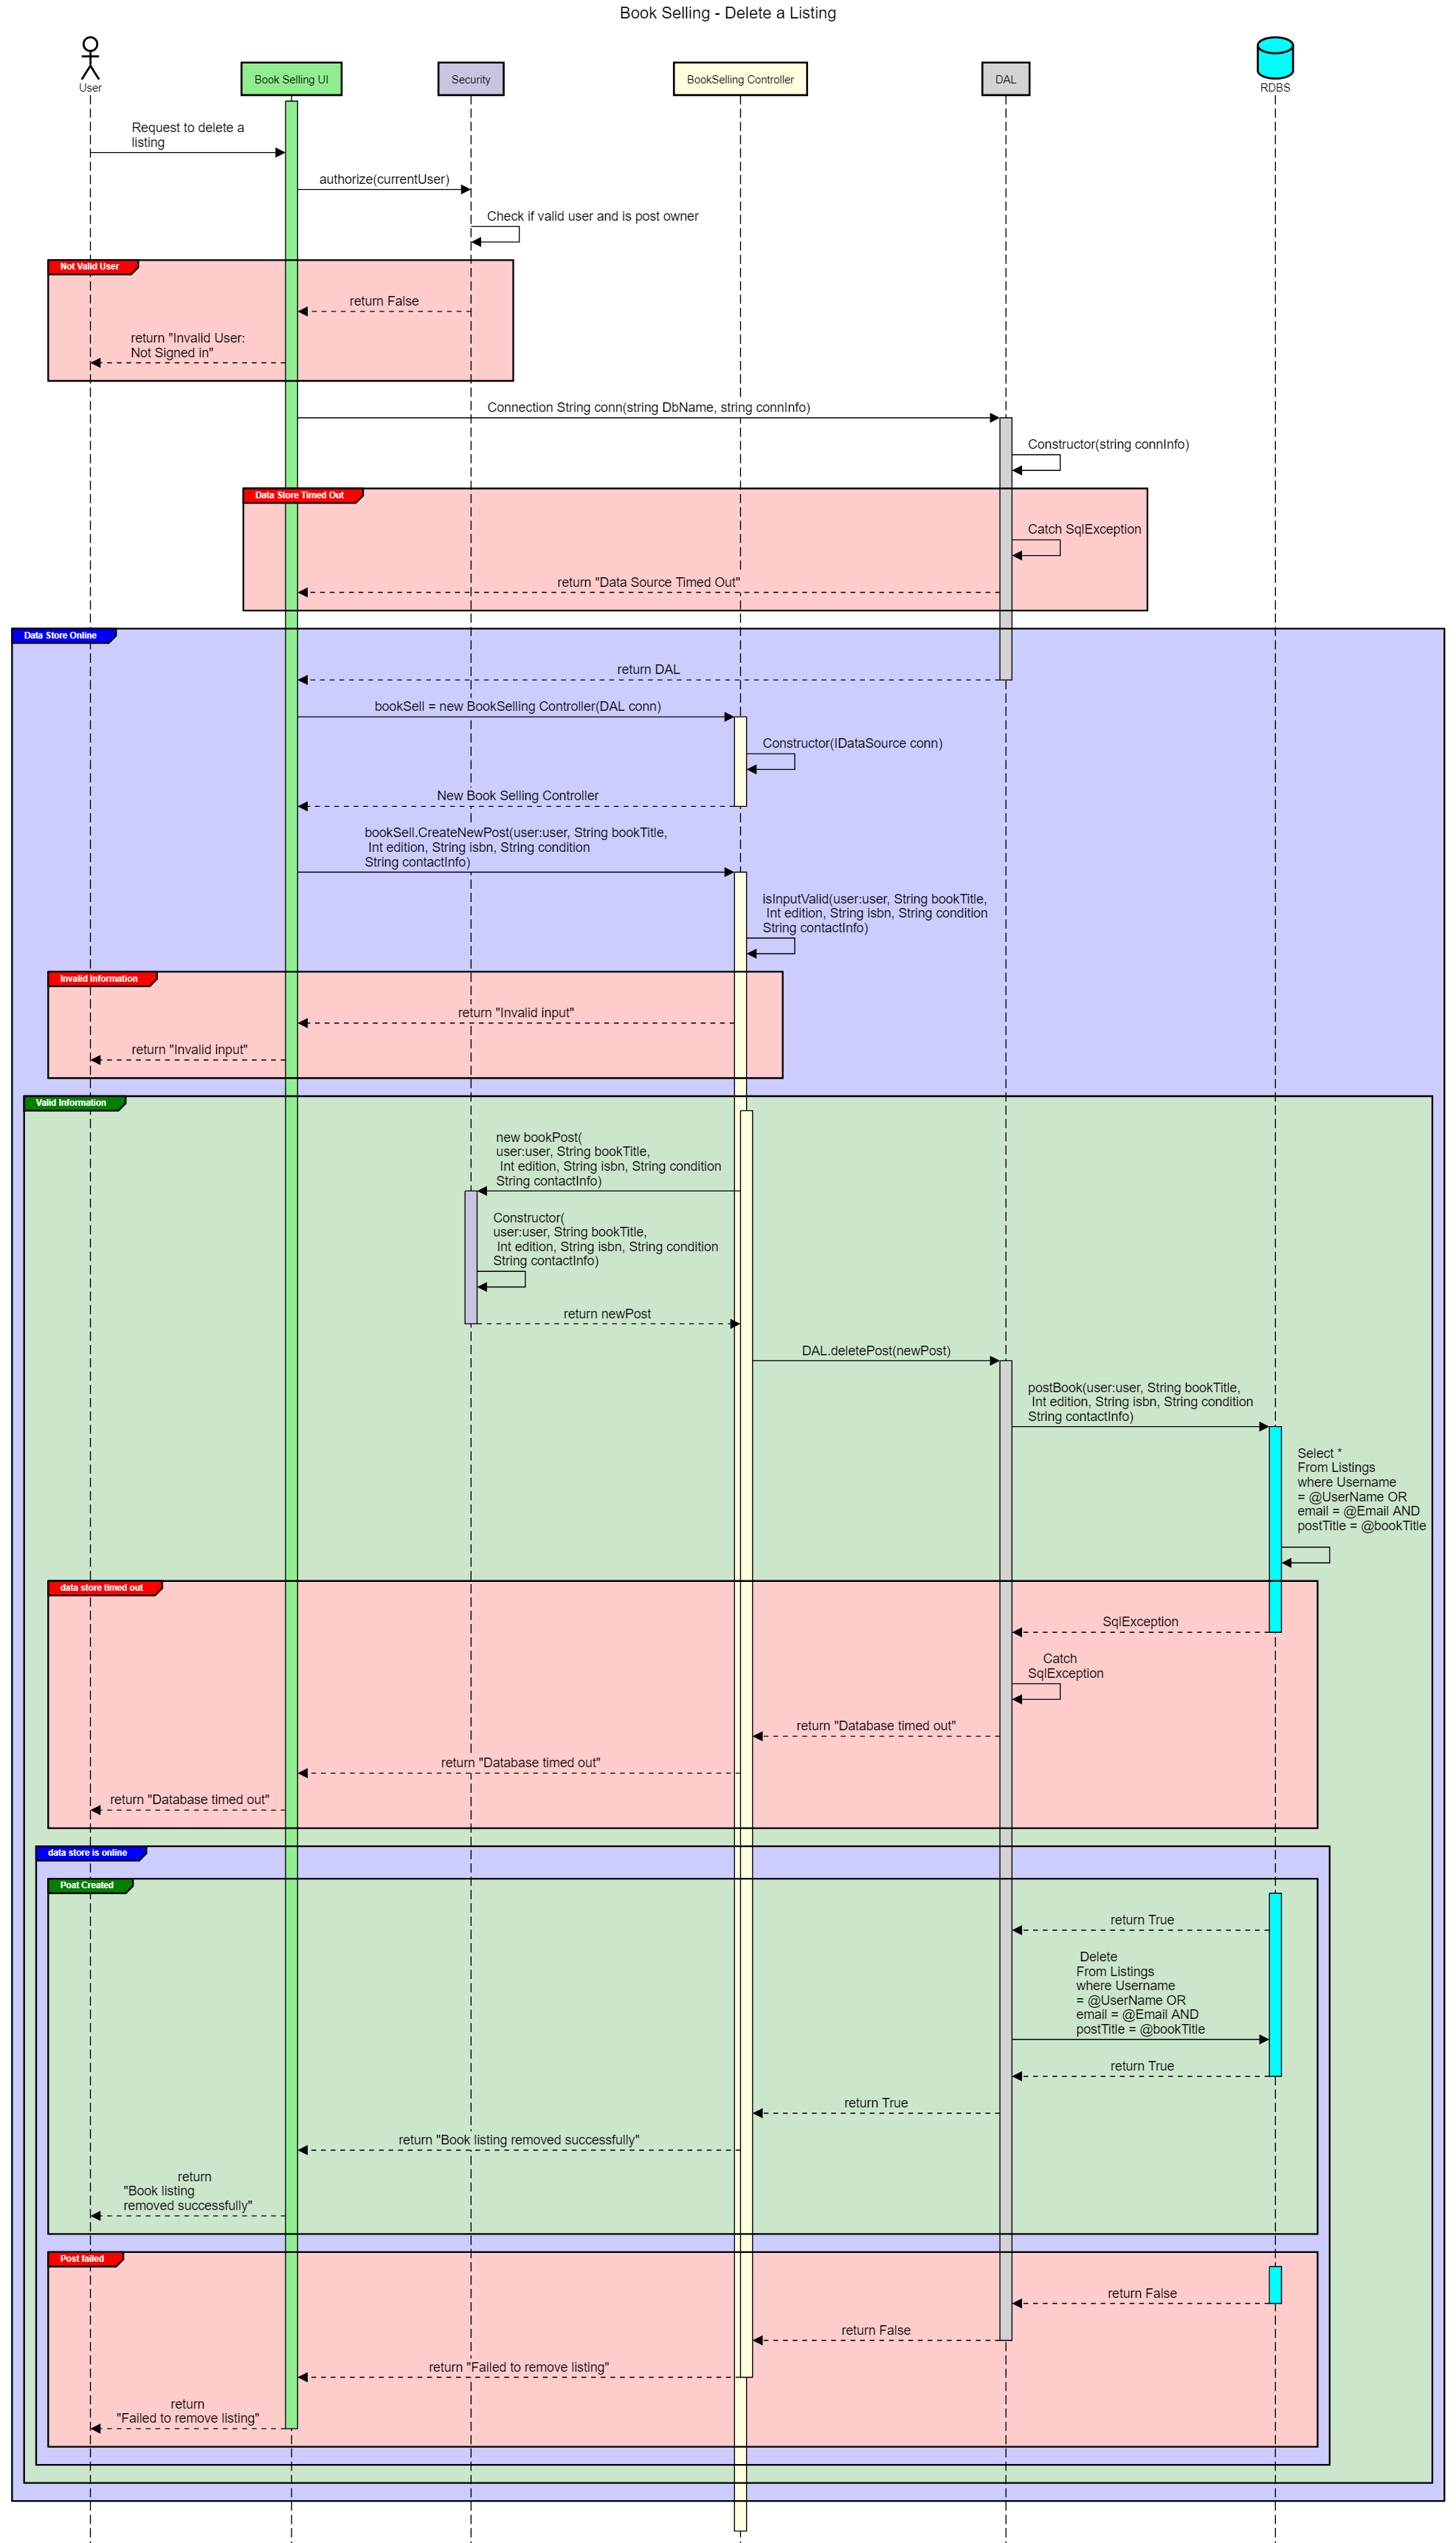 Book Selling - Delete a Listing
User
Book Selling UI
Security
BookSelling Controller
DAL
RDBS
Request to delete a
listing
authorize(currentUser)
Check if valid user and is post owner
Not Valid User
return False
return "Invalid User:
Not Signed in"
Connection String conn(string DbName, string connInfo)
Constructor(string connInfo)
Data Store Timed Out
Catch SqlException
return "Data Source Timed Out"
Data Store Online
return DAL
bookSell = new BookSelling Controller(DAL conn)
Constructor(IDataSource conn)
New Book Selling Controller
bookSell.CreateNewPost(user:user, String bookTitle,
Int edition, String isbn, String condition
String contactInfo)
isInputValid(user:user, String bookTitle,
Int edition, String isbn, String condition
String contactInfo)
Invalid Information
return "Invalid input"
return "Invalid input"
Valid Information
new bookPost(
user:user, String bookTitle,
Int edition, String isbn, String condition
String contactInfo)
Constructor(
user:user, String bookTitle,
Int edition, String isbn, String condition
String contactInfo)
return newPost
DAL.deletePost(newPost)
postBook(user:user, String bookTitle,
Int edition, String isbn, String condition
String contactInfo)
Select *
From Listings
where Username
= @UserName OR
email = @Email AND
postTitle = @bookTitle
data store timed out
SqlException
Catch
SqlException
return "Database timed out"
return "Database timed out"
return "Database timed out"
data store is online
Poat Created
return True
Delete
From Listings
where Username
= @UserName OR
email = @Email AND
postTitle = @bookTitle
return True
return True
return "Book listing removed successfully"
return
"Book listing
removed successfully"
Post failed
return False
return False
return "Failed to remove listing"
return
"Failed to remove listing"